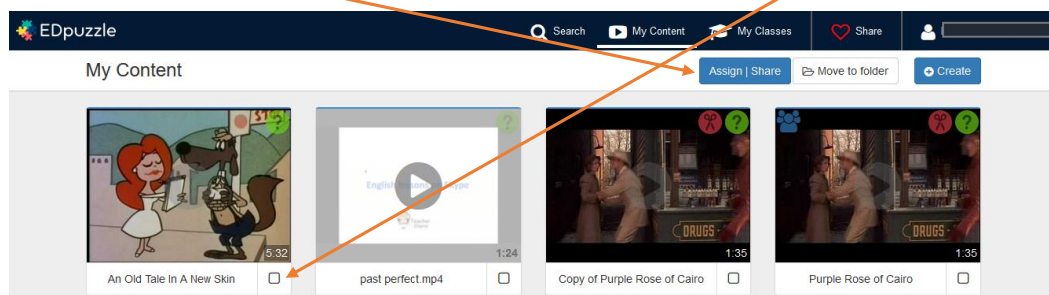 EDpuzzle Search My Content My Classes Share
My Content Assign | Share Move to folder Create
5:32 1:24 1:35 1:35
An Old Tale In A New Skin past perfect.mp4 Copy of Purple Rose of Cairo Purple Rose of Cairo
DRUGS DRUGS